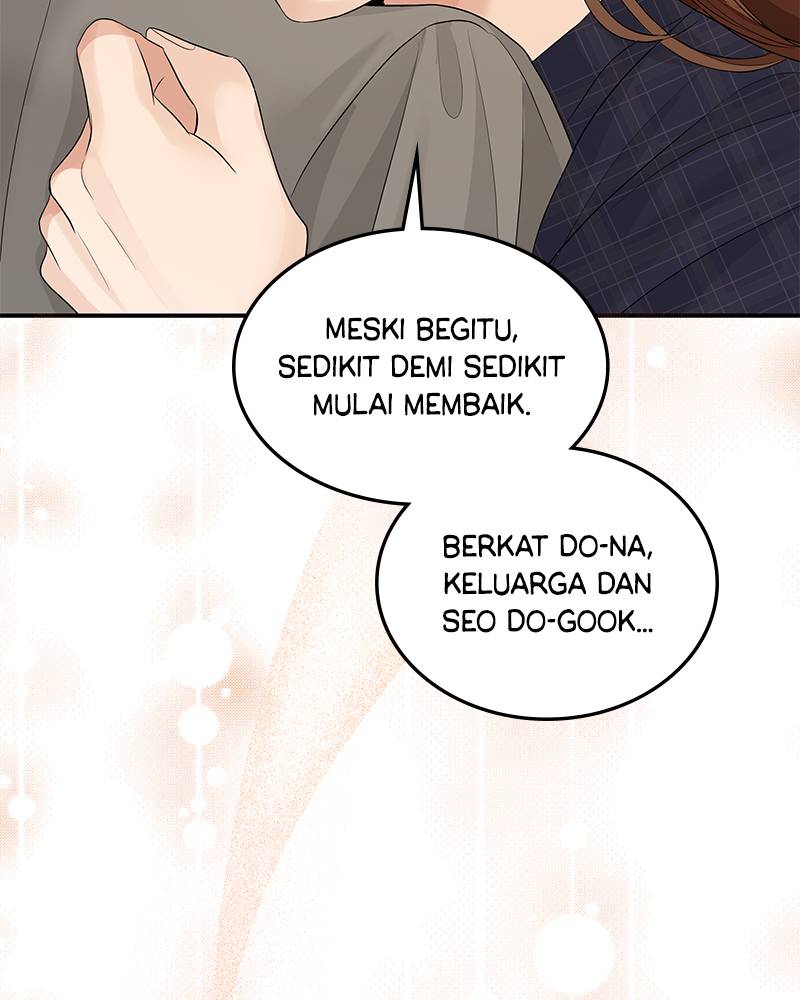 MESKI BEGITU,
SEDIKIT DEMI SEDIKIT
MULAI MEMBAIK.
BERKAT DO-NA,
KELUARGA DAN
SEO DO-GOOK...